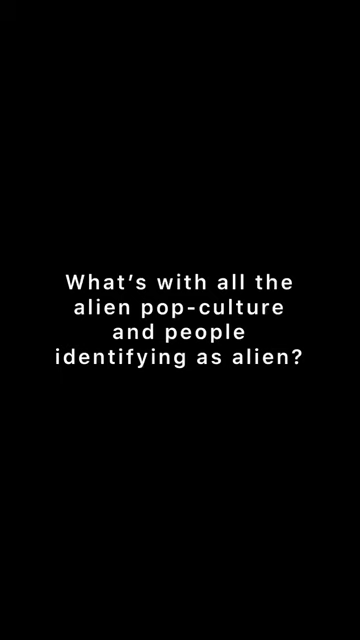 What’s with all the
alien pop-culture
and people
identifying as alien?